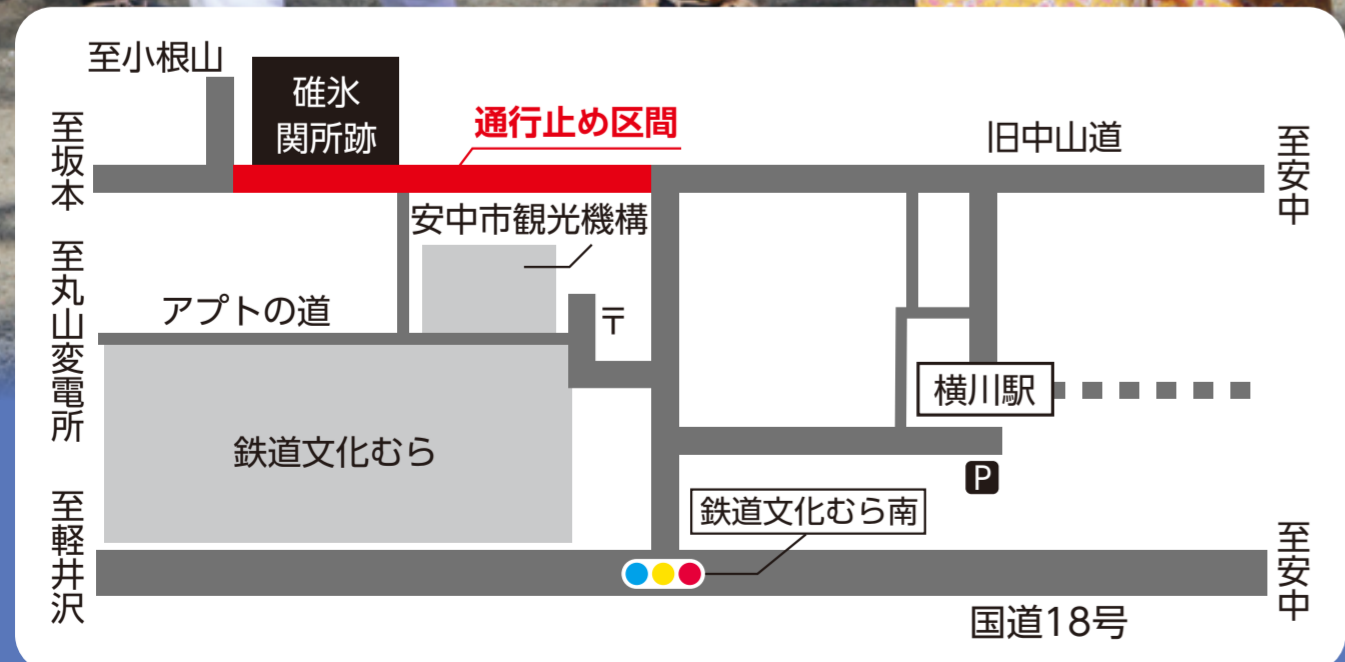 至小根山
碓氷
関所跡
通行止め区間
旧中山道
至坂本
至安中
安中市観光機構
至丸山変電所
アプトの道
〒
横川駅
鉄道文化むら
P
鉄道文化むら南
至軽井沢
至安中
国道18号